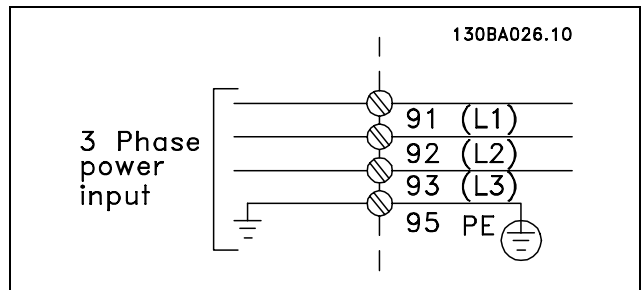 130BA026.10
3 Phase
power
input
91 (L1)
92 (L2)
93 (L3)
95 PE